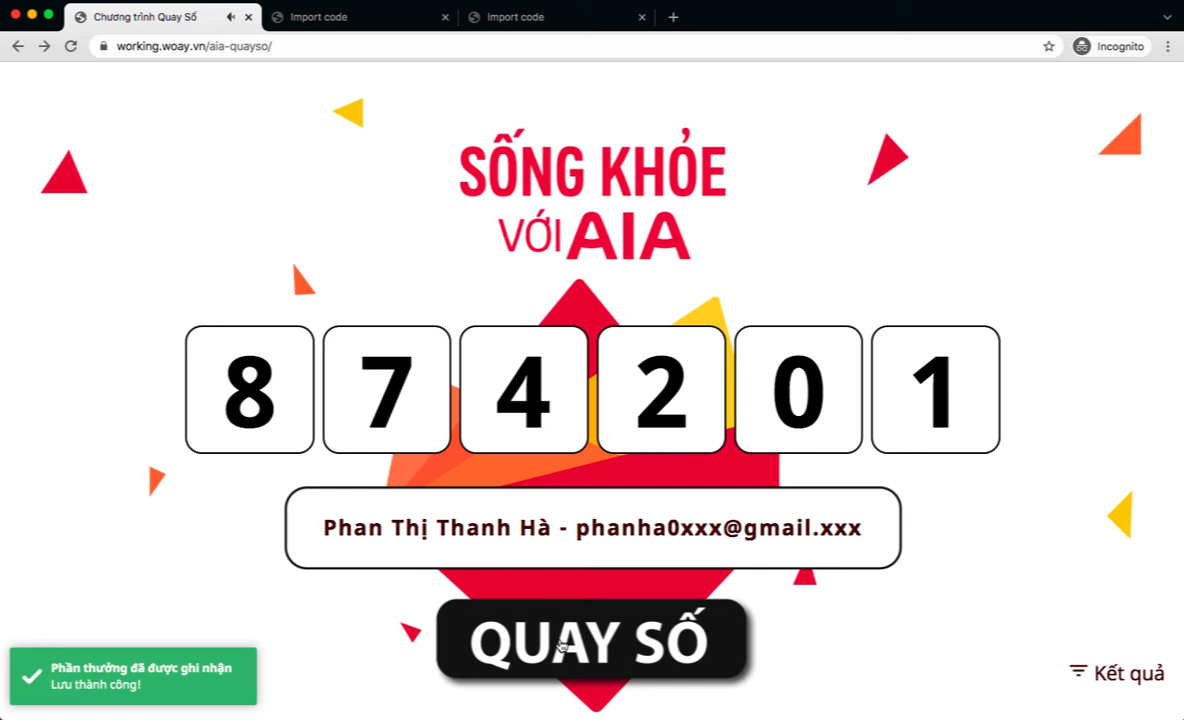 Chương trình Quay Số
Import code
Import code
working.woay.vn/aia-quayso/
Incognito
SỐNG KHỎE
VỚI AIA
8 7 4 2 0 1
Phan Thị Thanh Hà - phanha0xxx@gmail.xxx
QUAY SỐ
Phần thưởng đã được ghi nhận
Lưu thành công!
Kết quả